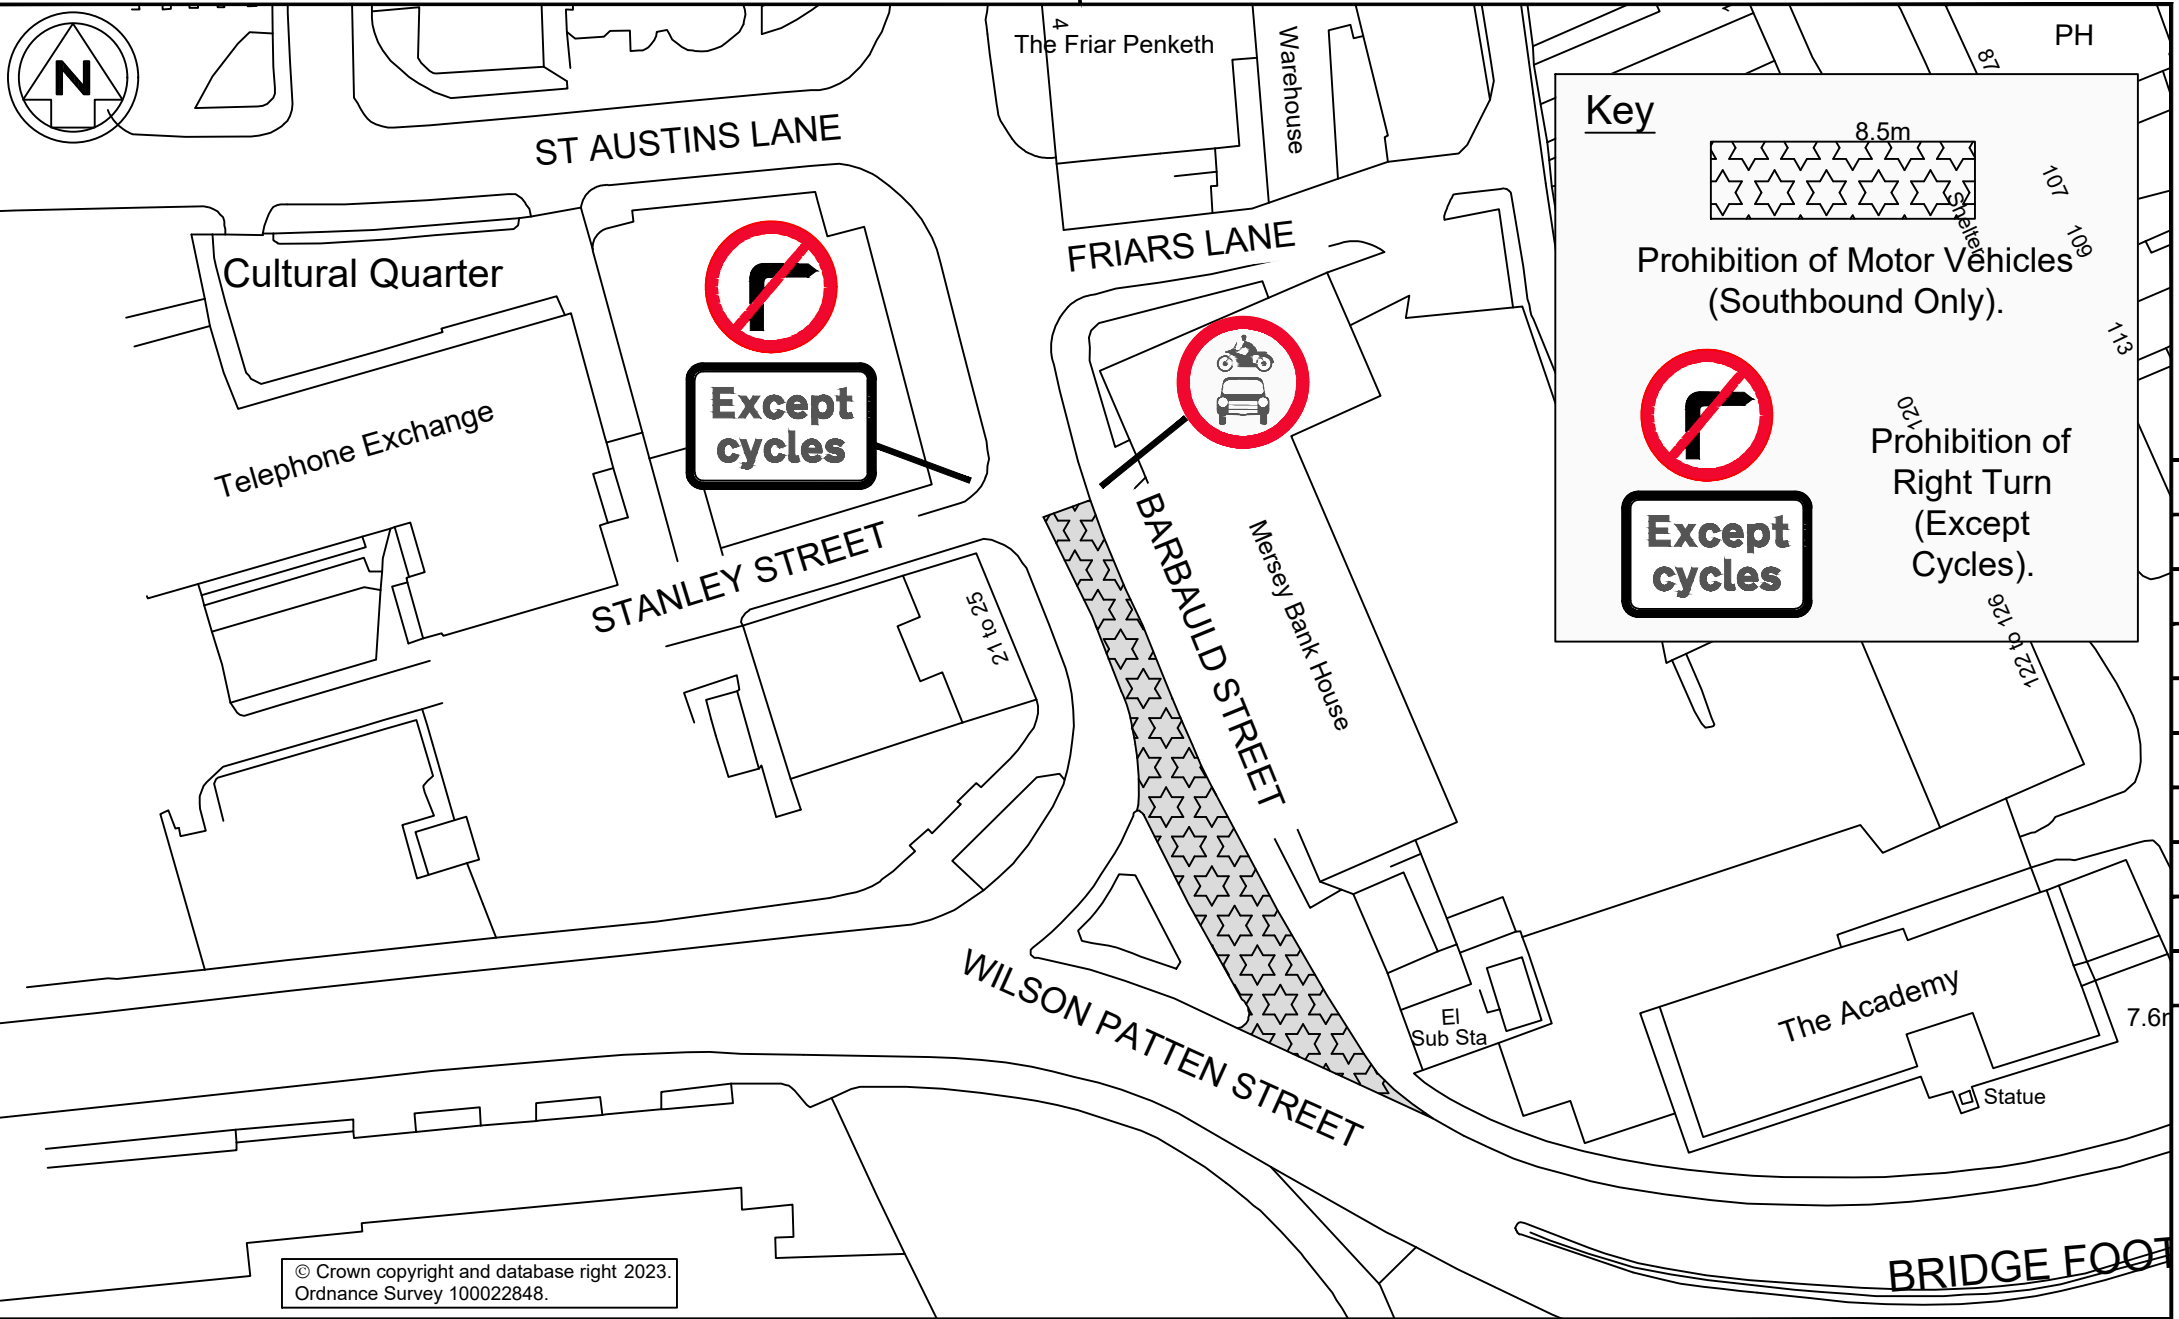 N
4
The Friar Penketh
Warehouse
PH
87
ST AUSTINS LANE
Key
8.5m
Shelter
107
109
113
Prohibition of Motor Vehicles
(Southbound Only).
FRIARS LANE
Cultural Quarter
Telephone Exchange
Except
cycles
120
Prohibition of
Right Turn
(Except
Cycles).
Except
cycles
122 to 126
STANLEY STREET
21 to 25
BARBAULD STREET
Mersey Bank House
WILSON PATTEN STREET
El
Sub Sta
The Academy
Statue
BRIDGE FOOT
© Crown copyright and database right 2023.
Ordnance Survey 100022848.